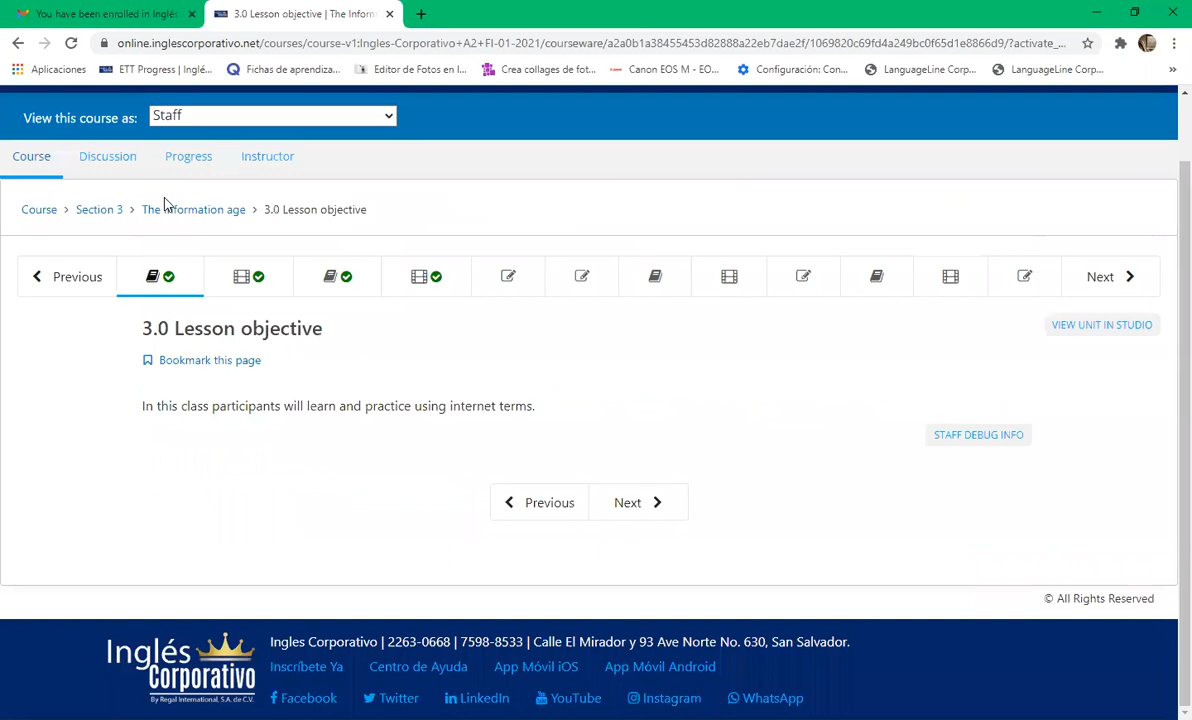 You have been enrolled in Inglés
3.0 Lesson objective | The Inform
online.inglescorporativo.net/courses/course-v1:Ingles-Corporativo+A2+FI-01-2021/courseware/a2a0b1a38455453d82888a22eb7dae2f/1069820c69fd4a249bc0f65d1e8866d9/?activate_...
Aplicaciones
ETT Progress | Inglé...
Fichas de aprendiza...
Editor de Fotos en l...
Crea collages de fot...
Canon EOS M - EO...
Configuración: Con...
LanguageLine Corp...
LanguageLine Corp...
»
View this course as: Staff
Course Discussion Progress Instructor
Course > Section 3 > The Information age > 3.0 Lesson objective
Previous
Next
3.0 Lesson objective
VIEW UNIT IN STUDIO
Bookmark this page
In this class participants will learn and practice using internet terms.
STAFF DEBUG INFO
Previous Next
© All Rights Reserved
Inglés Corporativo
By Regal International, S.A. de C.V.
Ingles Corporativo | 2263-0668 | 7598-8533 | Calle El Mirador y 93 Ave Norte No. 630, San Salvador.
Inscríbete Ya Centro de Ayuda App Móvil iOS App Móvil Android
Facebook Twitter LinkedIn YouTube Instagram WhatsApp